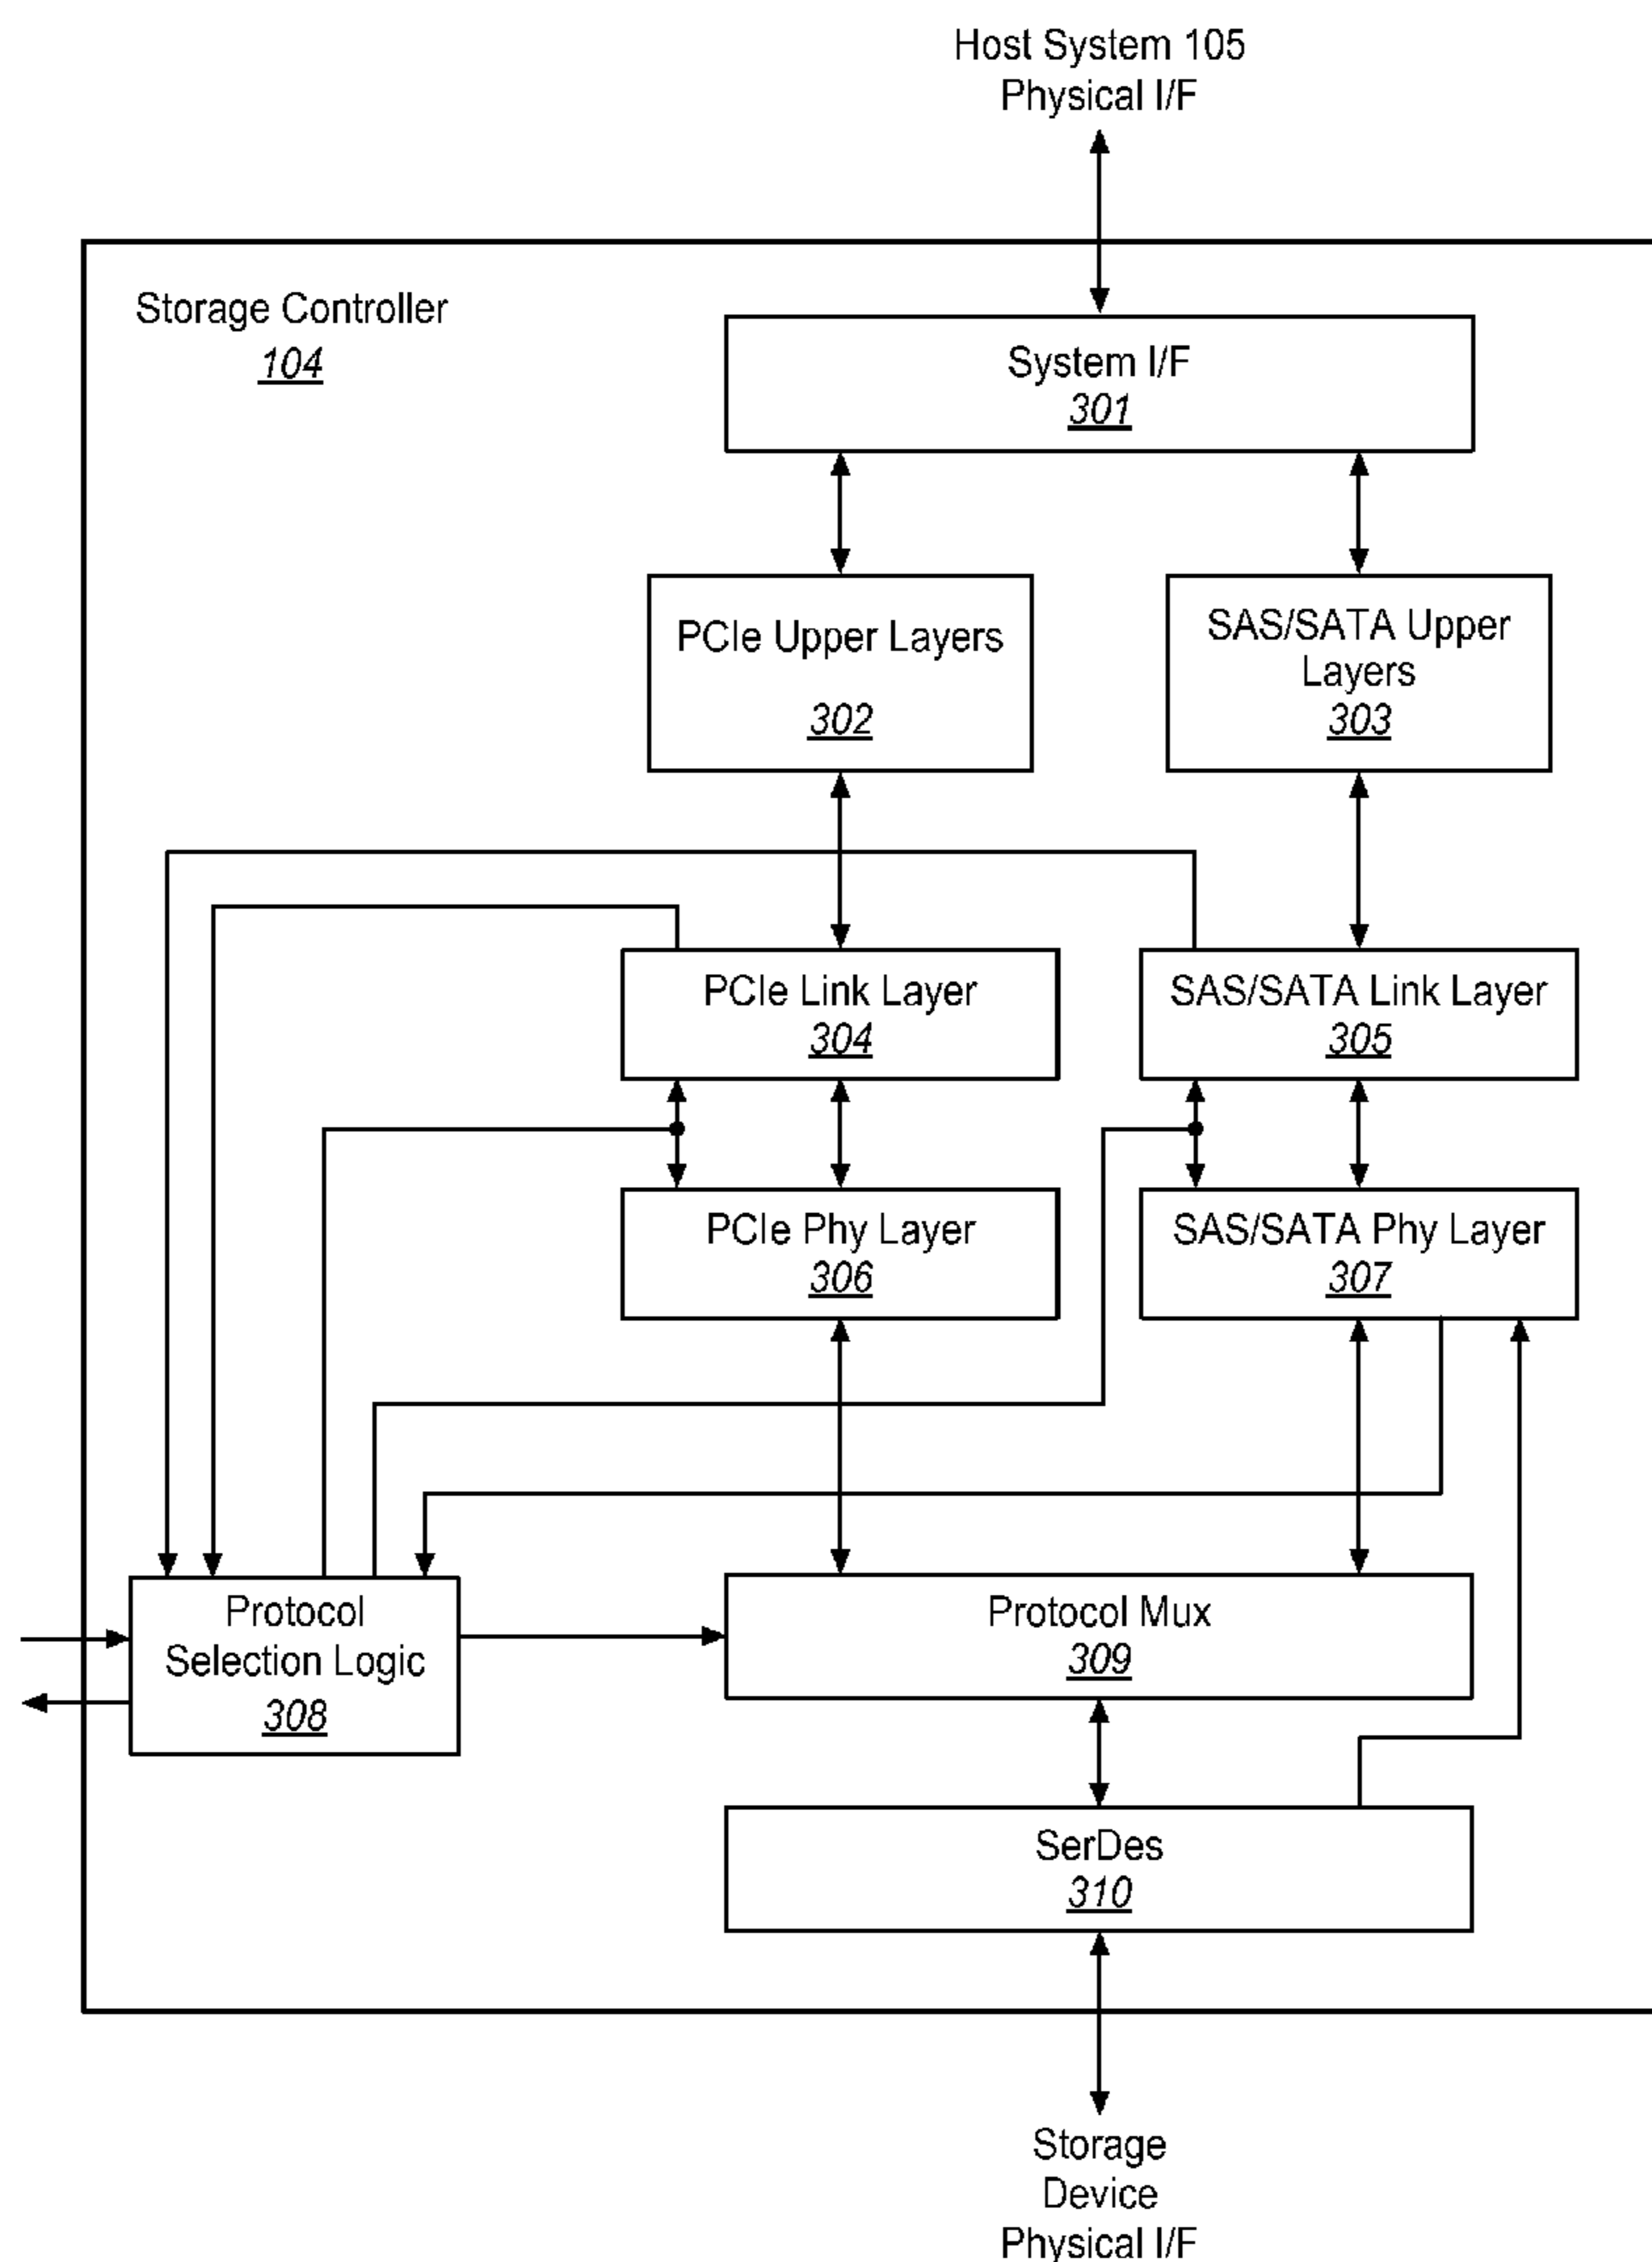 Host System 105
Physical I/F
Storage Controller
104
System I/F
301
PCIe Upper Layers
302
SAS/SATA Upper
Layers
303
PCIe Link Layer
304
SAS/SATA Link Layer
305
PCIe Phy Layer
306
SAS/SATA Phy Layer
307
Protocol
Selection Logic
308
Protocol Mux
309
SerDes
310
Storage
Device
Physical I/F